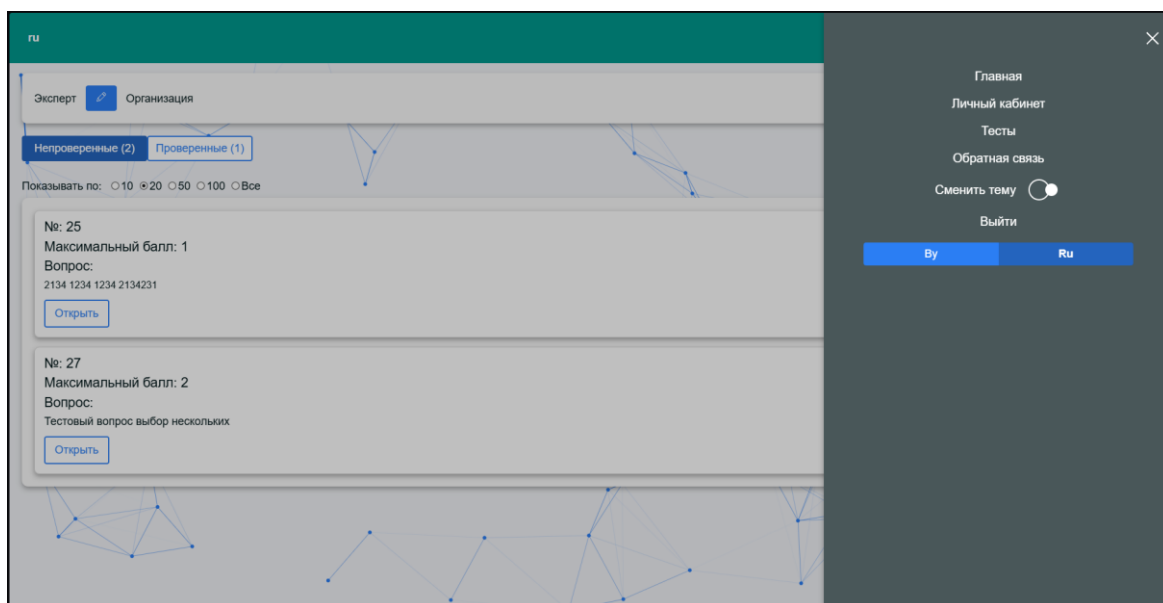 ru
Эксперт Организация
Непроверенные (2) Проверенные (1)
Показывать по: 10 20 50 100 Все
№: 25
Максимальный балл: 1
Вопрос:
2134 1234 1234 2134231
Открыть
№: 27
Максимальный балл: 2
Вопрос:
Тестовый вопрос выбор нескольких
Открыть
Главная
Личный кабинет
Тесты
Обратная связь
Сменить тему
Выйти
By Ru